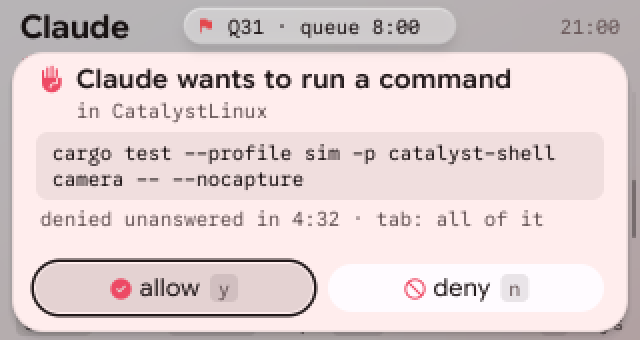 Claude
Q31 · queue 8:00
21:00
Claude wants to run a command
in CatalystLinux
cargo test --profile sim -p catalyst-shell
camera -- --nocapture
denied unanswered in 4:32 · tab: all of it
allow y
deny n